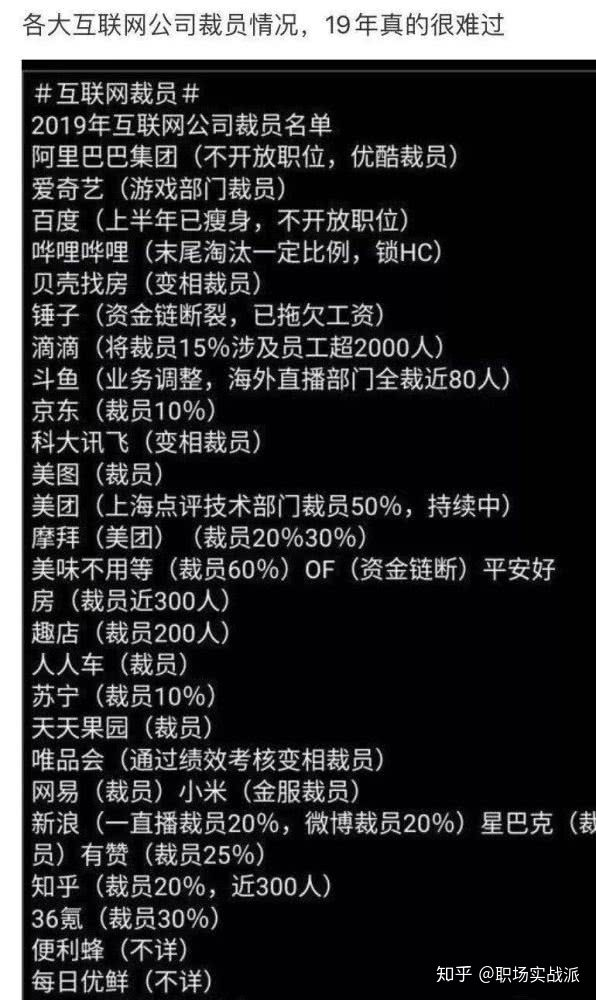 各大互联网公司裁员情况，19年真的很难过
＃互联网裁员＃
2019年互联网公司裁员名单
阿里巴巴集团（不开放职位，优酷裁员）
爱奇艺（游戏部门裁员）
百度（上半年已瘦身，不开放职位）
哔哩哔哩（末尾淘汰一定比例，锁HC）
贝壳找房（变相裁员）
锤子（资金链断裂，已拖欠工资）
滴滴（将裁员15%涉及员工超2000人）
斗鱼（业务调整，海外直播部门全裁近80人）
京东（裁员10%）
科大讯飞（变相裁员）
美图（裁员）
美团（上海点评技术部门裁员50%，持续中）
摩拜（美团）（裁员20%30%）
美味不用等（裁员60%）OF（资金链断）平安好
房（裁员近300人）
趣店（裁员200人）
人人车（裁员）
苏宁（裁员10%）
天天果园（裁员）
唯品会（通过绩效考核变相裁员）
网易（裁员）小米（金服裁员）
新浪（一直播裁员20%，微博裁员20%）星巴克（裁
员）有赞（裁员25%）
知乎（裁员20%，近300人）
36氪（裁员30%）
便利蜂（不详）
每日优鲜（不详）
知乎 @职场实战派